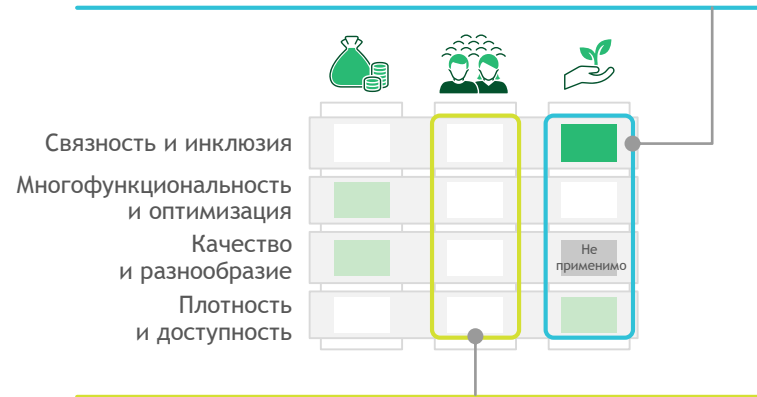 Связность и инклюзия
Многофункциональность
и оптимизация
Качество
и разнообразие
Не
применимо
Плотность
и доступность